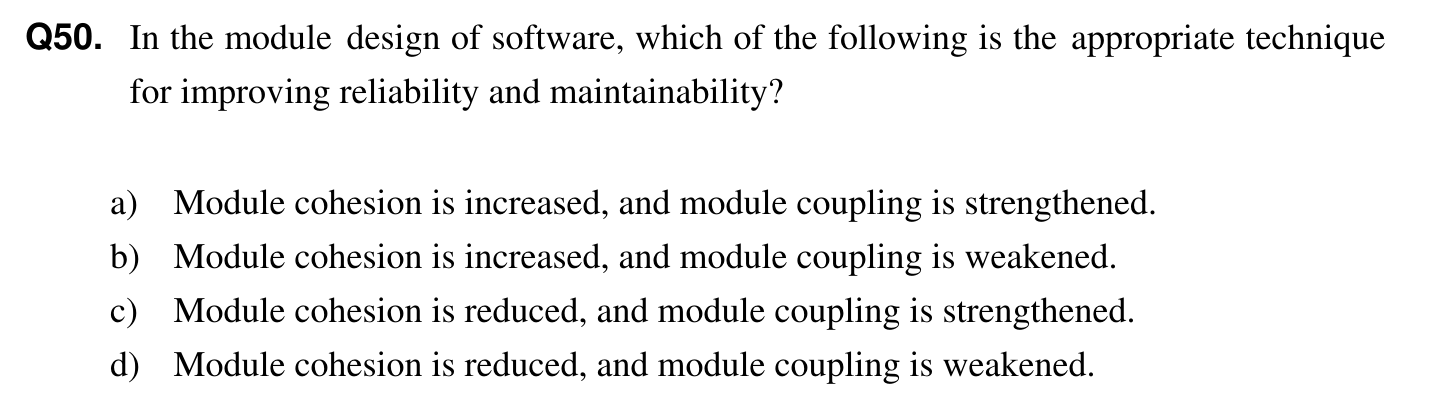 Q50. In the module design of software, which of the following is the appropriate technique
for improving reliability and maintainability?
a) Module cohesion is increased, and module coupling is strengthened.
b) Module cohesion is increased, and module coupling is weakened.
c) Module cohesion is reduced, and module coupling is strengthened.
d) Module cohesion is reduced, and module coupling is weakened.